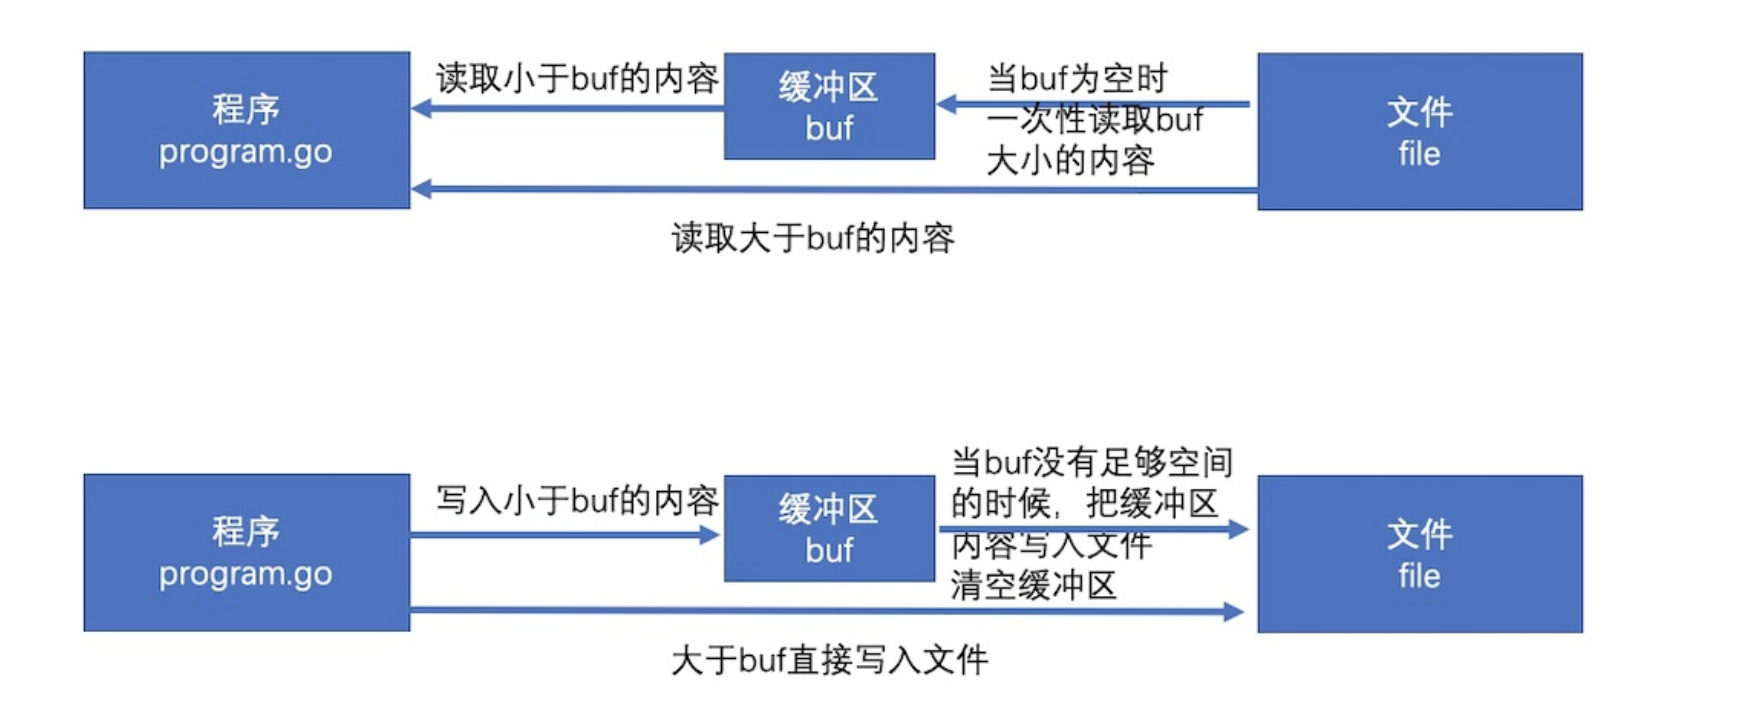 程序
program.go
读取小于buf的内容
缓冲区
buf
当buf为空时
一次性读取buf
大小的内容
文件
file
读取大于buf的内容
程序
program.go
写入小于buf的内容
缓冲区
buf
当buf没有足够空间
的时候，把缓冲区
内容写入文件
清空缓冲区
文件
file
大于buf直接写入文件